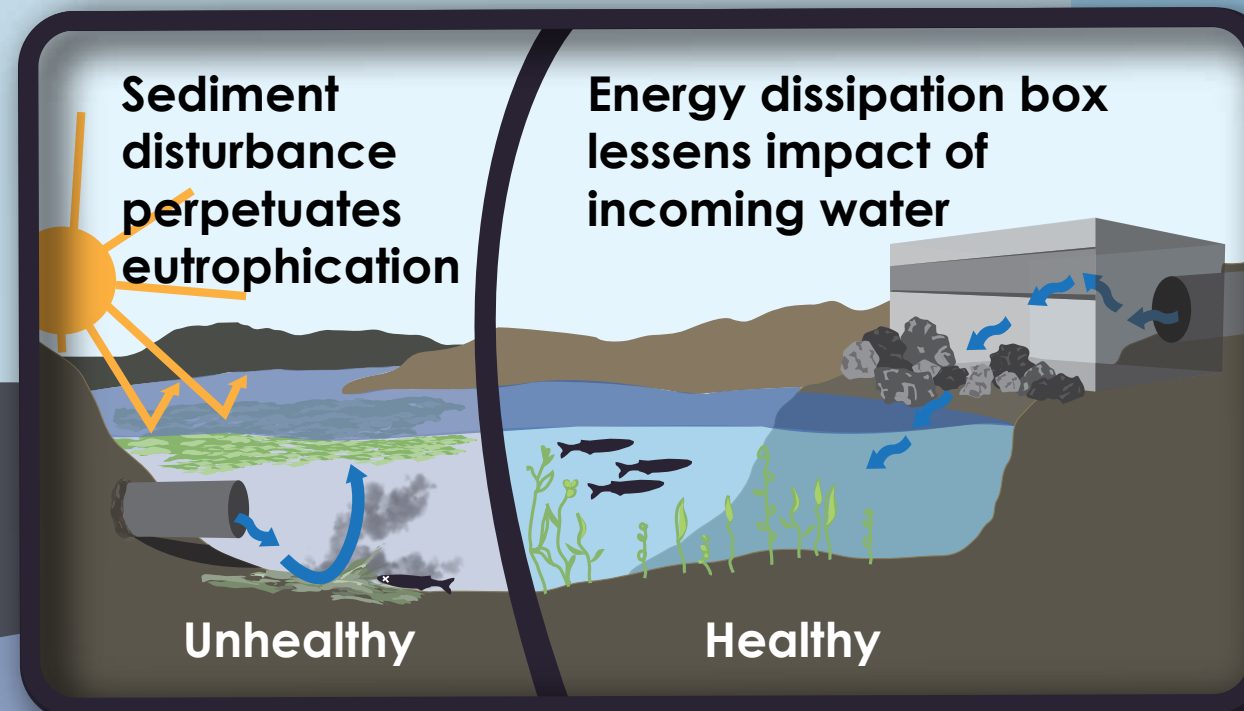 Sediment
disturbance
perpetuates
eutrophication
Energy dissipation box
lessens impact of
incoming water
Unhealthy
Healthy